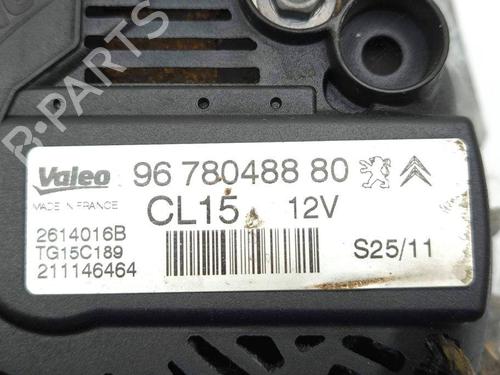 B-PARTS
Valeo 96 780488 80
MADE IN FRANCE CL15 12V
2614016B
TG15C189 S25/11
211146464